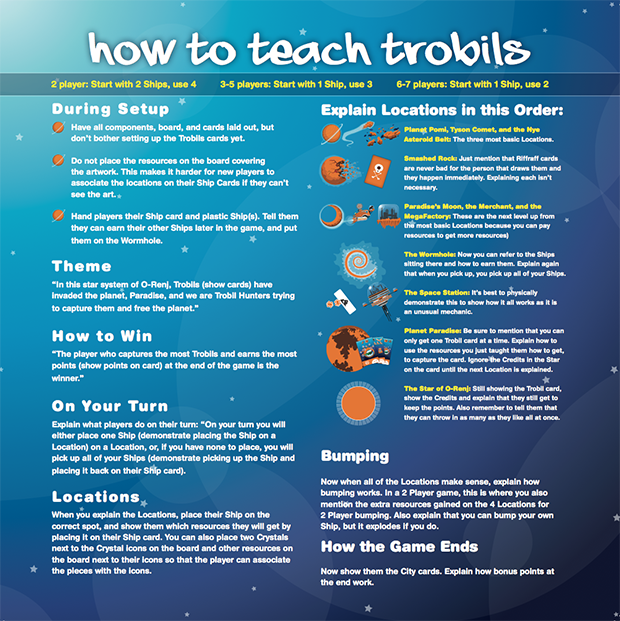 how to teach trobils
2 player: Start with 2 Ships, use 4 3-5 players: Start with 1 Ship, use 3 6-7 players: Start with 1 Ship, use 2
During Setup
Have all components, board, and cards laid out, but
don't bother setting up the Trobils cards yet.
Do not place the resources on the board covering
the artwork. This makes it harder for new players to
associate the locations on their Ship Cards if they can't
see the art.
Hand players their Ship card and plastic Ship(s). Tell them
they can earn their other Ships later in the game, and put
them on the Wormhole.
Theme
"In this star system of O-Renj, Trobils (show cards) have
invaded the planet, Paradise, and we are Trobil Hunters trying
to capture them and free the planet."
How to Win
"The player who captures the most Trobils and earns the most
points (show points on card) at the end of the game is the
winner."
On Your Turn
Explain what players do on their turn: "On your turn you will
either place one Ship (demonstrate placing the Ship on a
Location) on a Location, or, if you have none to place, you will
pick up all of your Ships (demonstrate picking up the Ship and
placing it back on their Ship card).
Locations
When you explain the Locations, place their Ship on the
correct spot, and show them which resources they will get by
placing it on their Ship card. You can also place two Crystals
next to the Crystal icons on the board and other resources on
the board next to their icons so that the player can associate
the pieces with the icons.
Explain Locations in this Order:
Planet Pomi, Tyson Comet, and the Nye
Asteroid Belt: The three most basic Locations.
Smashed Rock: Just mention that Riffraff cards
are never bad for the person that draws them and
they happen immediately. Explaining each isn't
necessary.
Paradise's Moon, the Merchant, and the
MegaFactory: These are the next level up from
the most basic Locations because you can pay
resources to get more resources)
The Wormhole: Now you can refer to the Ships
sitting there and how to earn them. Explain again
that when you pick up, you pick up all of your Ships.
The Space Station: It's best to physically
demonstrate this to show how it all works as it is
an unusual mechanic.
Planet Paradise: Be sure to mention that you can
only get one Trobil card at a time. Explain how to
use the resources you just taught them how to get,
to capture the card. Ignore the Credits in the Star
on the card until the next Location is explained.
The Star of O-Renj: Still showing the Trobil card,
show the Credits and explain that they still get to
keep the points. Also remember to tell them that
they can throw in as many as they like all at once.
Bumping
Now when all of the Locations make sense, explain how
bumping works. In a 2 Player game, this is where you also
mention the extra resources gained on the 4 Locations for
2 Player bumping. Also explain that you can bump your own
Ship, but it explodes if you do.
How the Game Ends
Now show them the City cards. Explain how bonus points at
the end work.